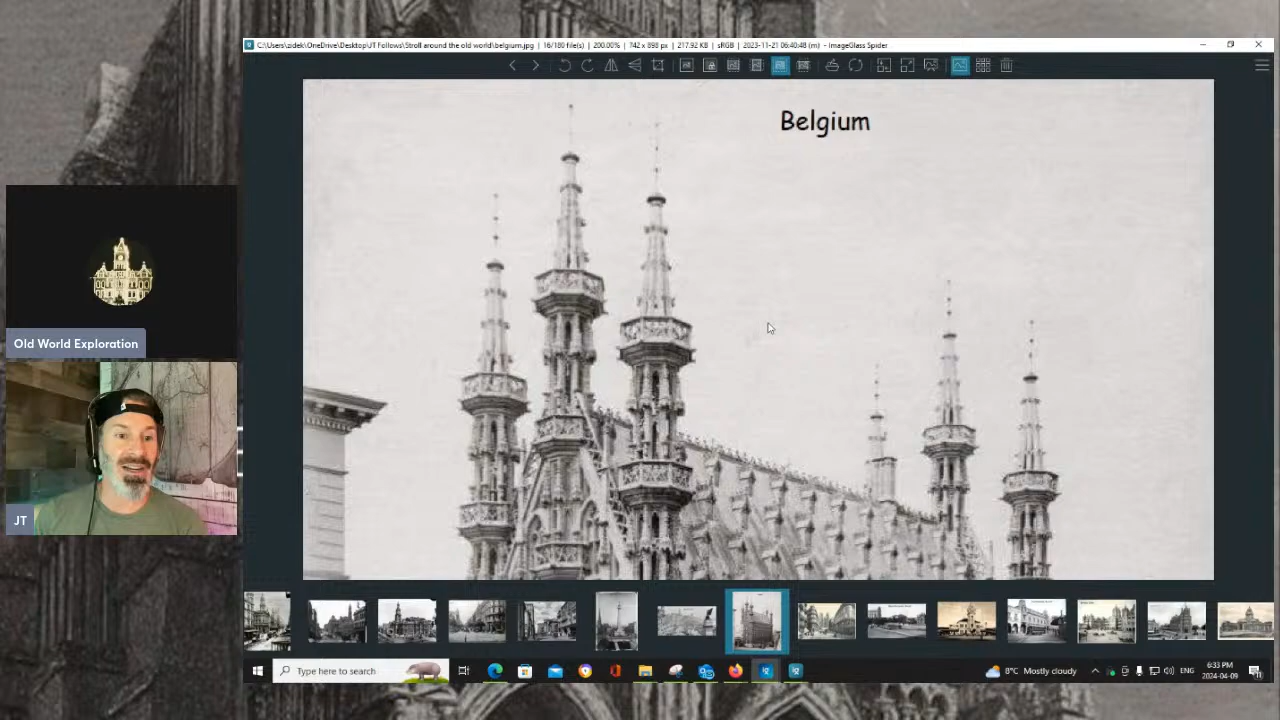 C:\Users\zidek\OneDrive\Desktop\JT Follows\Stroll around the old world\belgium.jpg | 16/180 file(s) | 200.00% | 742 x 898 px | 217.92 KB | sRGB | 2023-11-21 06:40:48 (m) - ImageGlass Spider
Belgium
Old World Exploration
JT
Type here to search
8°C Mostly cloudy
ENG
6:33 PM
2024-04-09